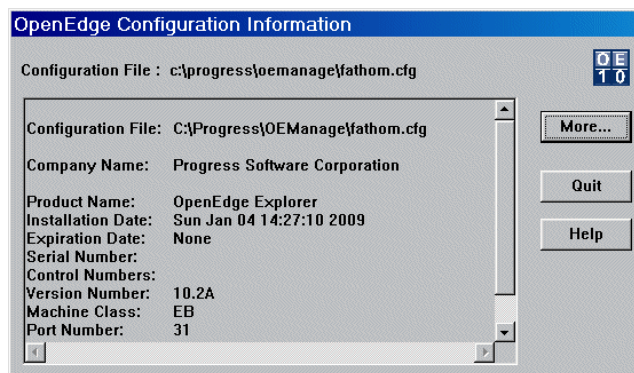 OpenEdge Configuration Information
Configuration File : c:\progress\oemanage\fathom.cfg
OE
10
Configuration File: C:\Progress\OEManage\fathom.cfg
More...
Company Name: Progress Software Corporation
Quit
Product Name: OpenEdge Explorer
Installation Date: Sun Jan 04 14:27:10 2009
Expiration Date: None
Help
Serial Number:
Control Numbers:
Version Number: 10.2A
Machine Class: EB
Port Number: 31